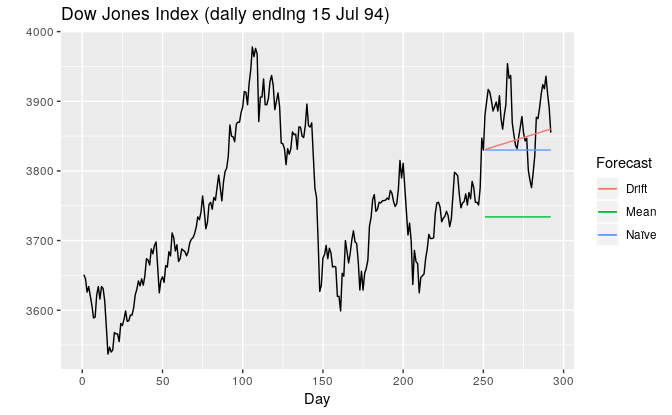 Dow Jones Index (daily ending 15 Jul 94)
4000
3900
3800
3700
3600
0 50 100 150 200 250 300
Day
Forecast
Drift
Mean
Naïve